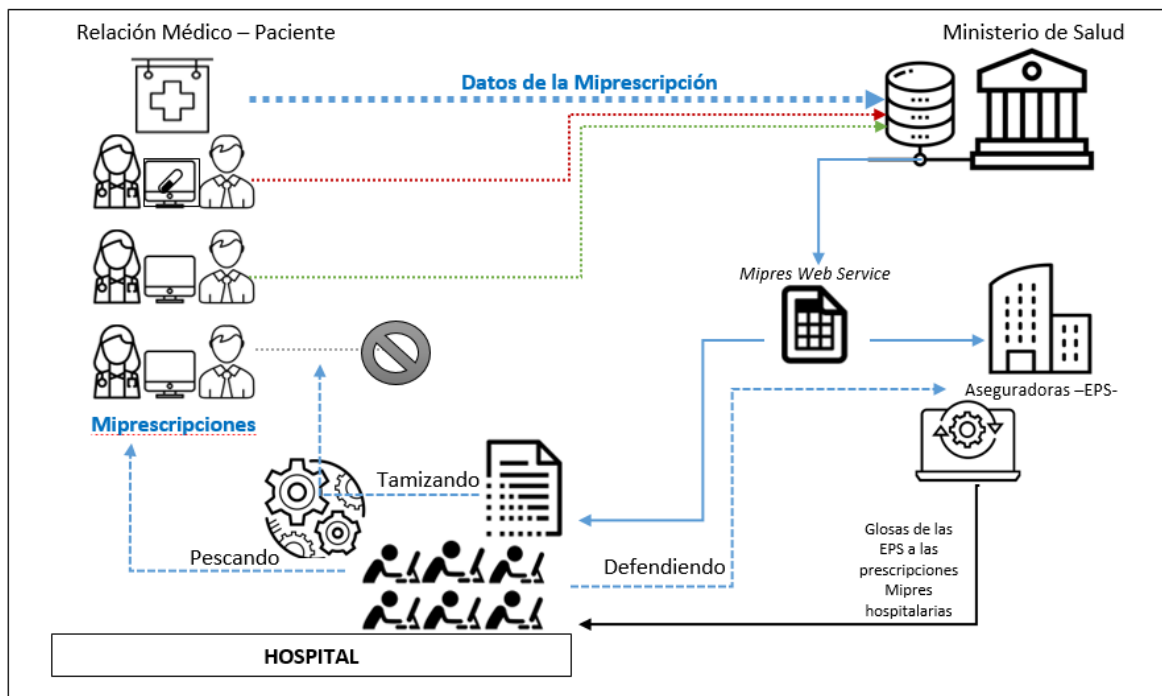 Relación Médico – Paciente
Ministerio de Salud
Datos de la Miprescripción
Mipres Web Service
Aseguradoras –EPS-
Miprescripciones
Tamizando
Pescando
Defendiendo
Glosas de las
EPS a las
prescripciones
Mipres
hospitalarias
HOSPITAL